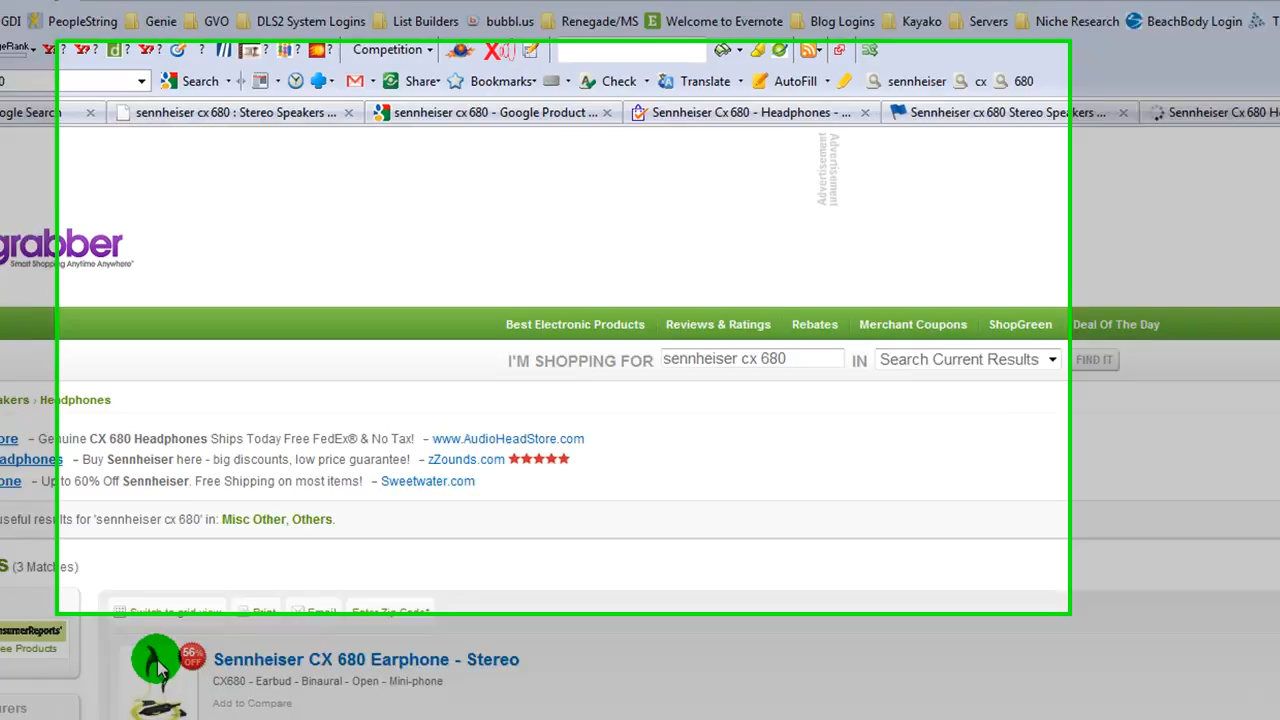 GDI PeopleString Genie GVO DLS2 System Logins List Builders bubbl.us Renegade/MS Welcome to Evernote Blog Logins Kayako Servers Niche Research BeachBody Login
geRank ? ? ? ? ? ? ? ? ? Competition
0 Search Share Bookmarks Check Translate AutoFill sennheiser cx 680
ogle Search sennheiser cx 680 : Stereo Speakers ... sennheiser cx 680 - Google Product ... Sennheiser Cx 680 - Headphones - ... Sennheiser cx 680 Stereo Speakers ... Sennheiser Cx 680 H
Advertisement
Advertisement
grabber
Smart Shopping Anytime Anywhere
Best Electronic Products Reviews & Ratings Rebates Merchant Coupons ShopGreen Deal Of The Day
I'M SHOPPING FOR sennheiser cx 680 IN Search Current Results FIND IT
akers › Headphones
ore – Genuine CX 680 Headphones Ships Today Free FedEx® & No Tax! – www.AudioHeadStore.com
adphones – Buy Sennheiser here - big discounts, low price guarantee! – zZounds.com
one – Up to 60% Off Sennheiser. Free Shipping on most items! – Sweetwater.com
useful results for 'sennheiser cx 680' in: Misc Other, Others.
s (3 Matches)
Switch to grid view Print Email Enter Zip Code*
nsumerReports'
ee Products
56% OFF
Sennheiser CX 680 Earphone - Stereo
CX680 - Earbud - Binaural - Open - Mini-phone
Add to Compare
urers